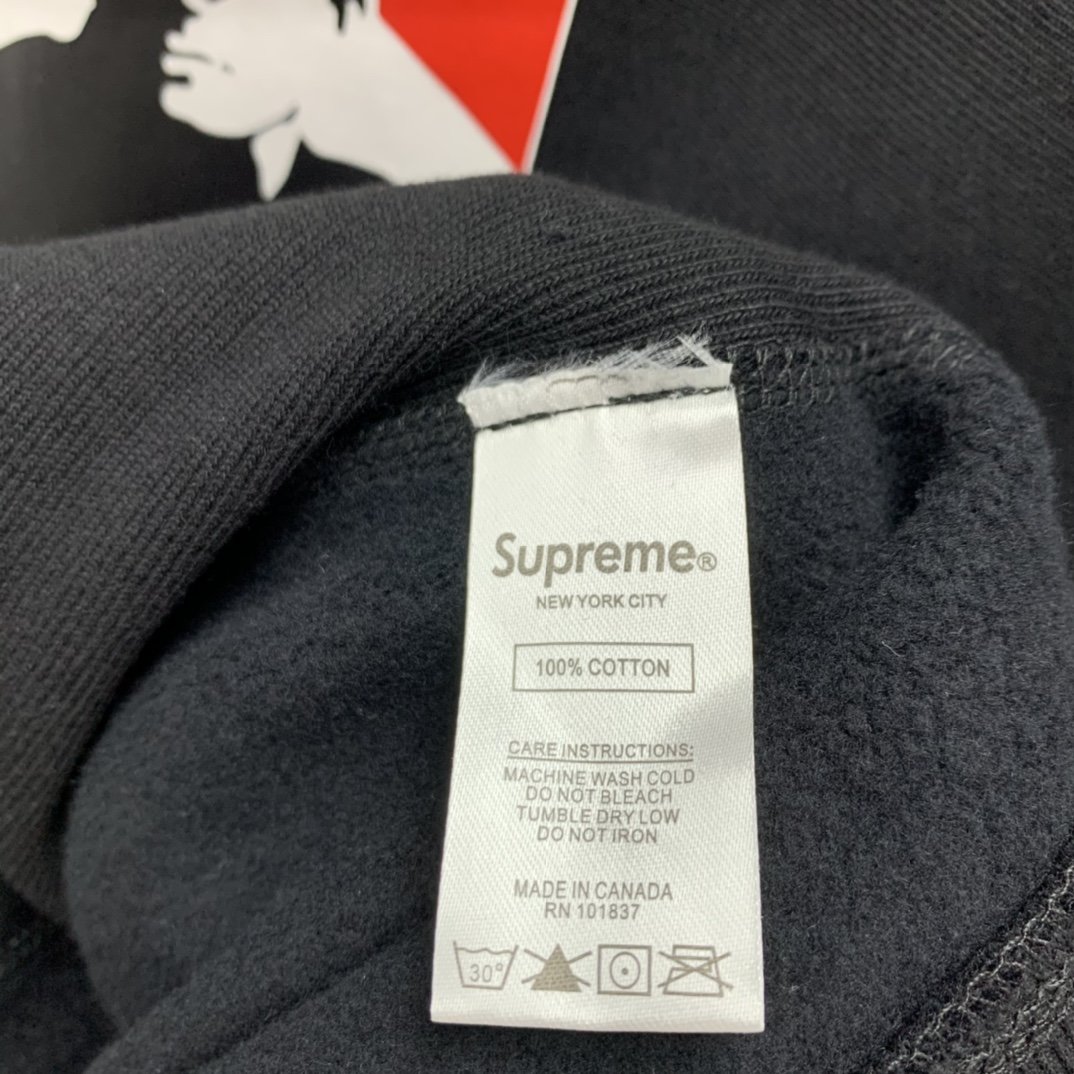 Supreme®
NEW YORK CITY
100% COTTON
CARE INSTRUCTIONS:
MACHINE WASH COLD
DO NOT BLEACH
TUMBLE DRY LOW
DO NOT IRON
MADE IN CANADA
RN 101837
30°